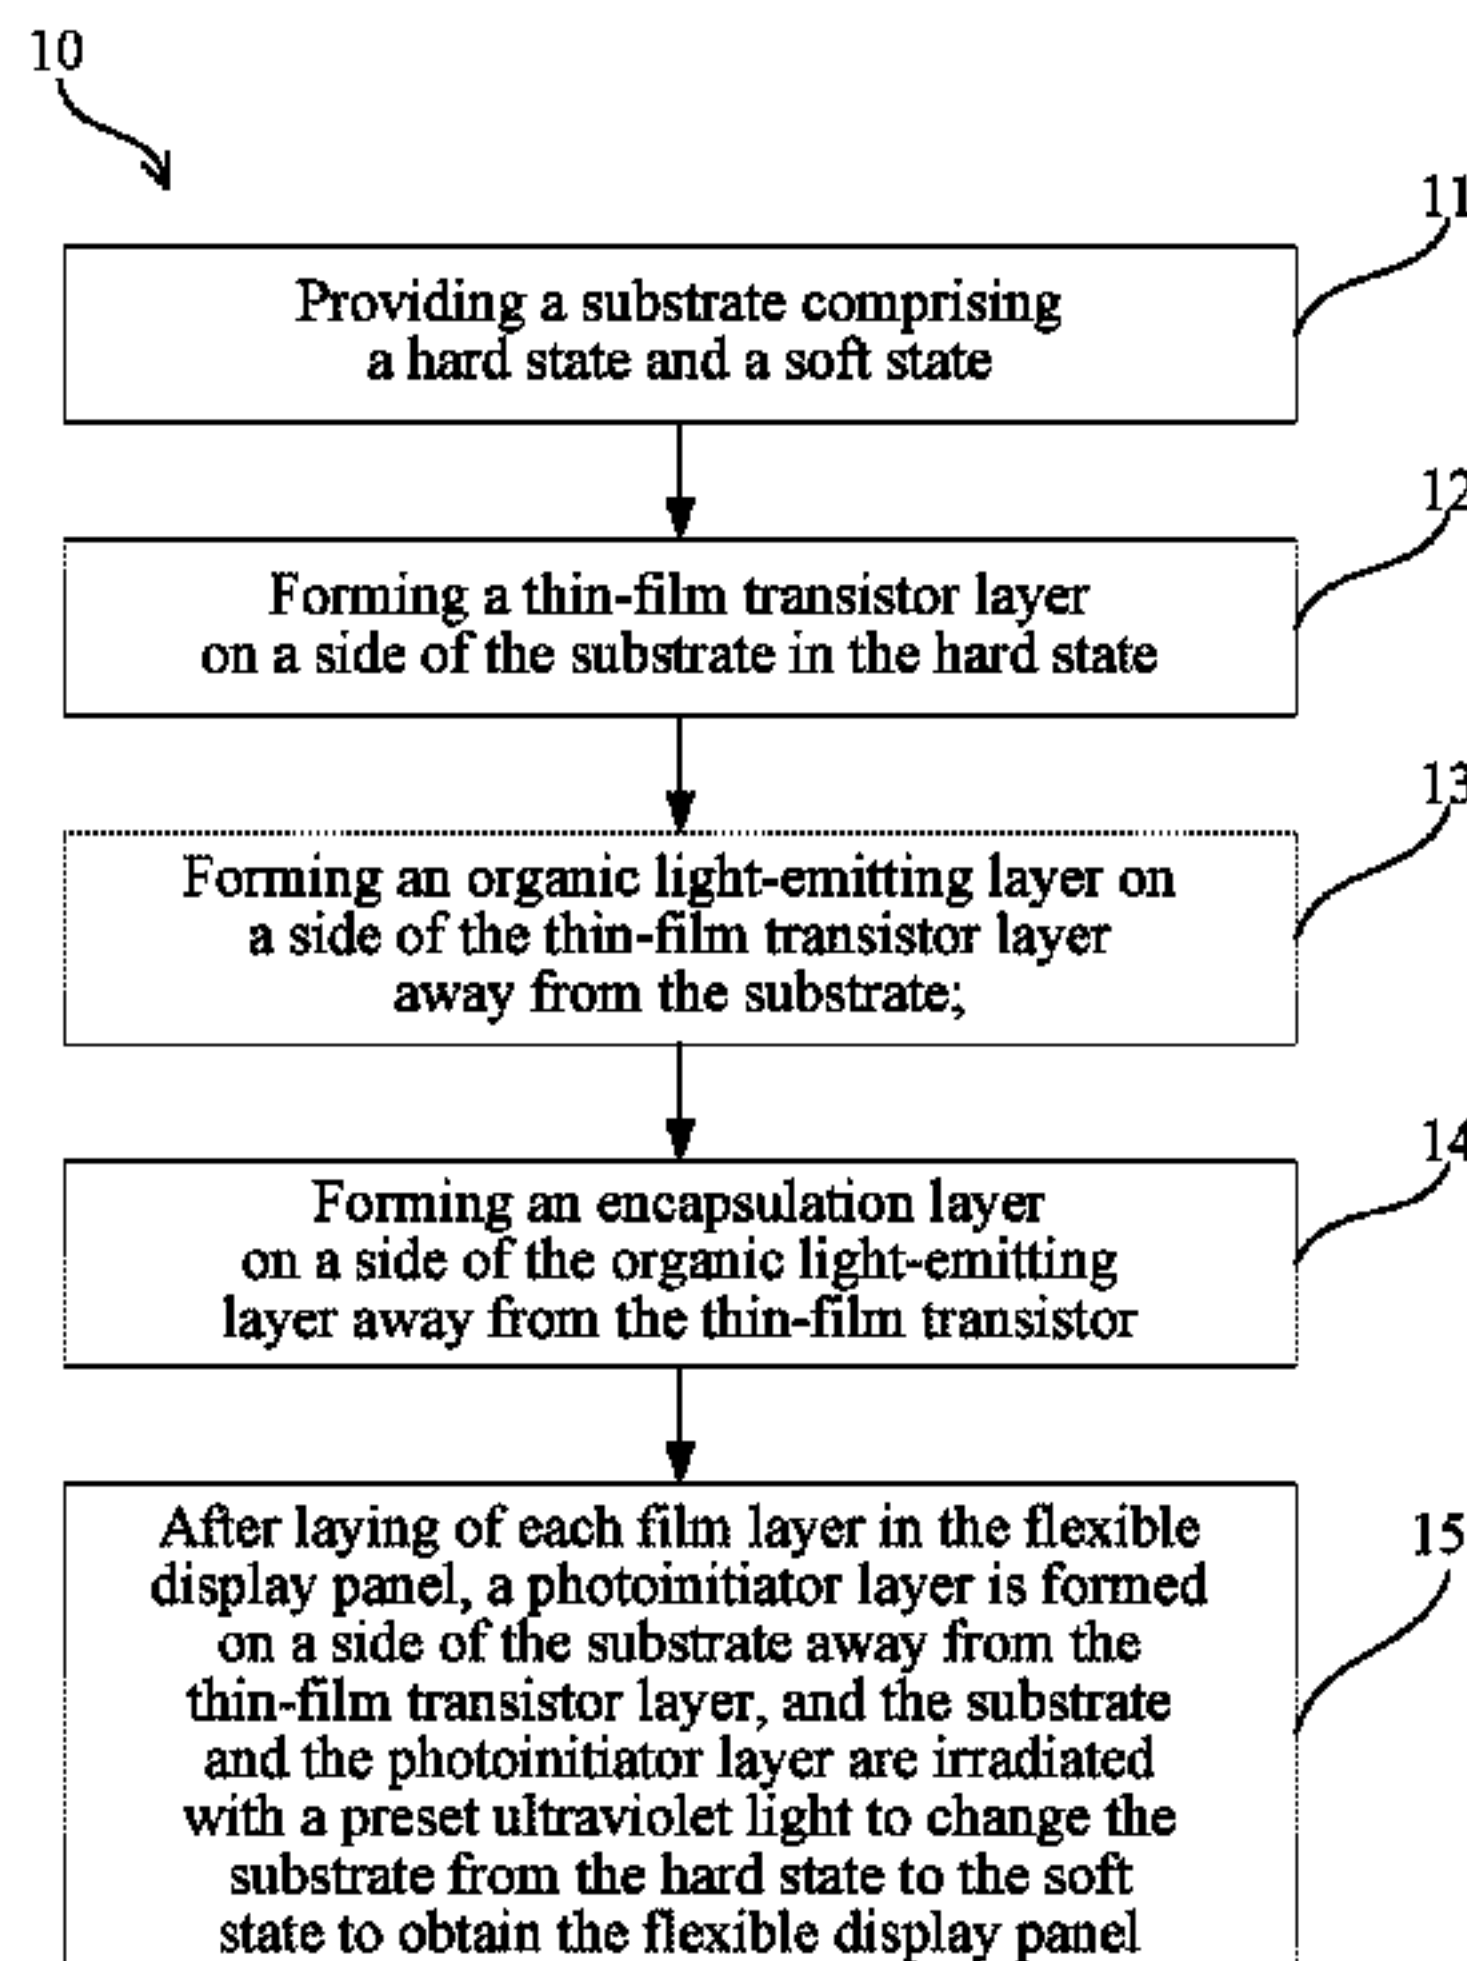 10
11
Providing a substrate comprising
a hard state and a soft state
12
Forming a thin-film transistor layer
on a side of the substrate in the hard state
13
Forming an organic light-emitting layer on
a side of the thin-film transistor layer
away from the substrate;
14
Forming an encapsulation layer
on a side of the organic light-emitting
layer away from the thin-film transistor
15
After laying of each film layer in the flexible
display panel, a photoinitiator layer is formed
on a side of the substrate away from the
thin-film transistor layer, and the substrate
and the photoinitiator layer are irradiated
with a preset ultraviolet light to change the
substrate from the hard state to the soft
state to obtain the flexible display panel